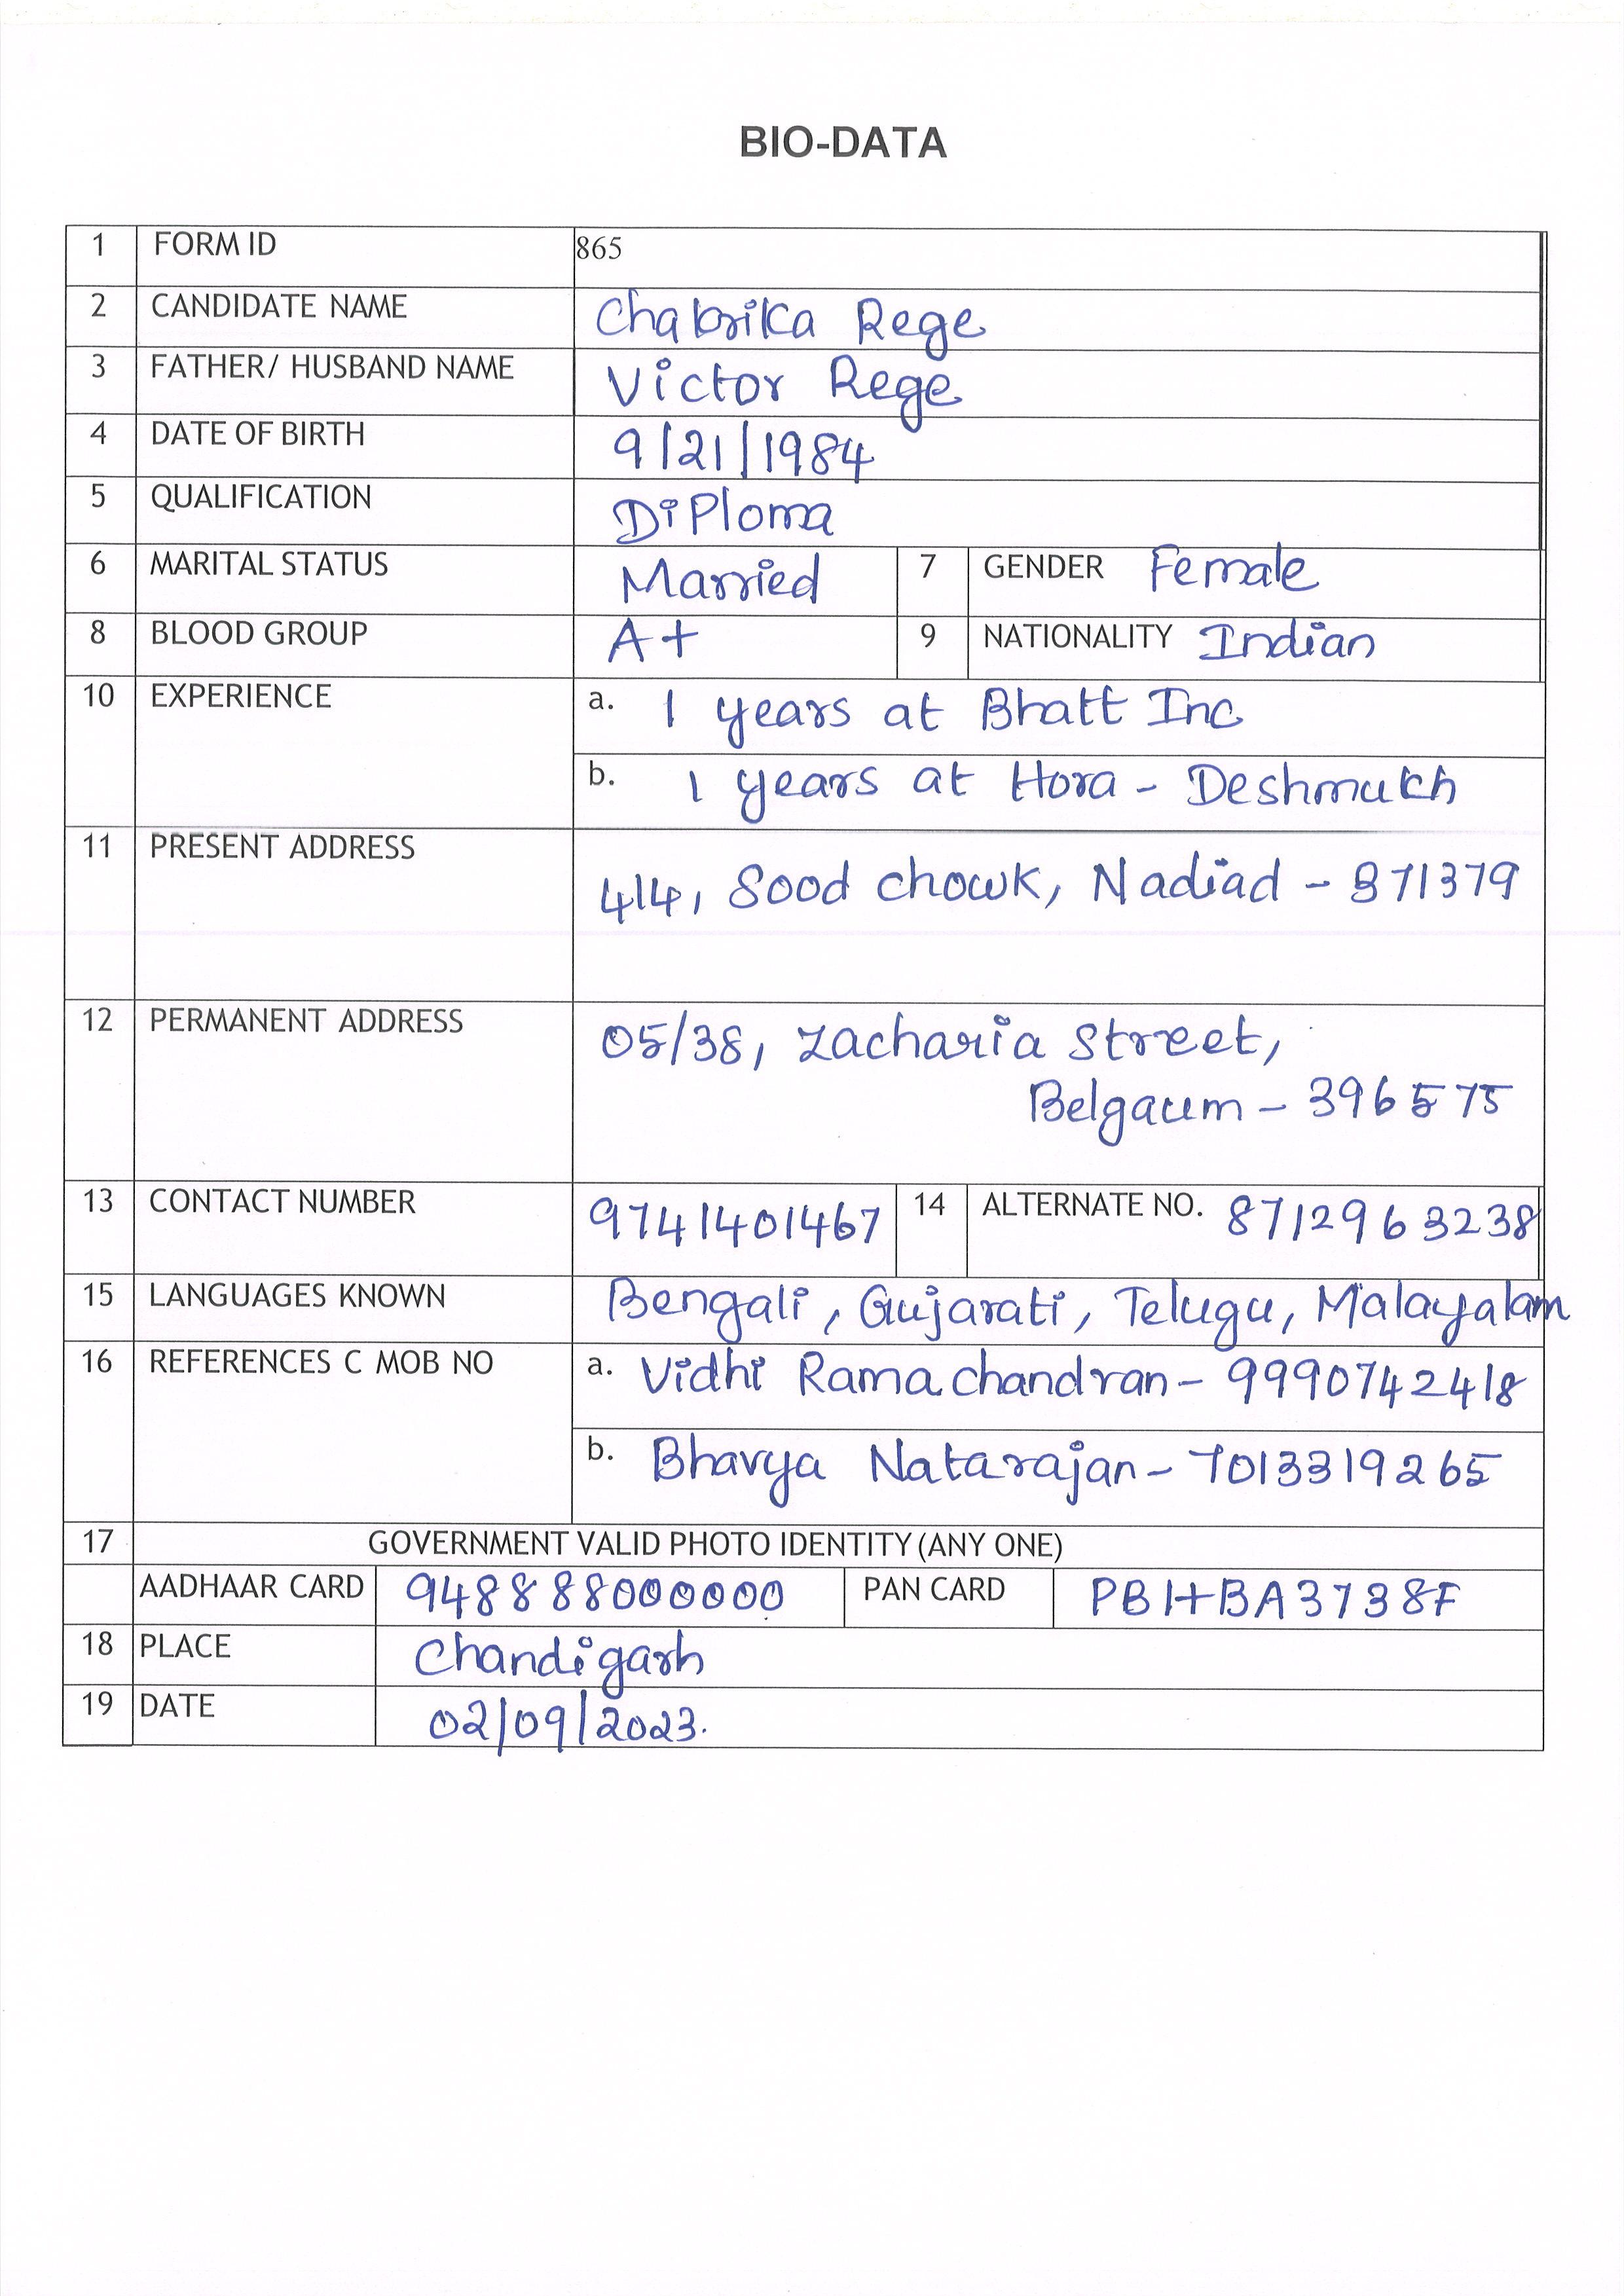 BIO-DATA
1 FORM ID 865
2 CANDIDATE NAME Chabrika Rege
3 FATHER/ HUSBAND NAME Victor Rege
4 DATE OF BIRTH 9/21/1984
5 QUALIFICATION DiPloma
6 MARITAL STATUS Married 7 GENDER Female
8 BLOOD GROUP A+ 9 NATIONALITY Indian
10 EXPERIENCE a. 1 years at Bhatt Inc
b. 1 years at Hora - Deshmukh
11 PRESENT ADDRESS
414, Sood chowk, Nadiad - 871379
12 PERMANENT ADDRESS 05/38, Zacharia Street,
Belgaum - 396575
13 CONTACT NUMBER 9741401467 14 ALTERNATE NO. 8712963238
15 LANGUAGES KNOWN Bengali, Gujarati, Telugu, Malayalam
16 REFERENCES C MOB NO a. Vidhi Ramachandran - 9990742418
b. Bhavya Natarajan - 7013319265
17 GOVERNMENT VALID PHOTO IDENTITY (ANY ONE)
AADHAAR CARD 948888000000 PAN CARD PBHBA3738F
18 PLACE Chandigarh
19 DATE 02/09/2023.